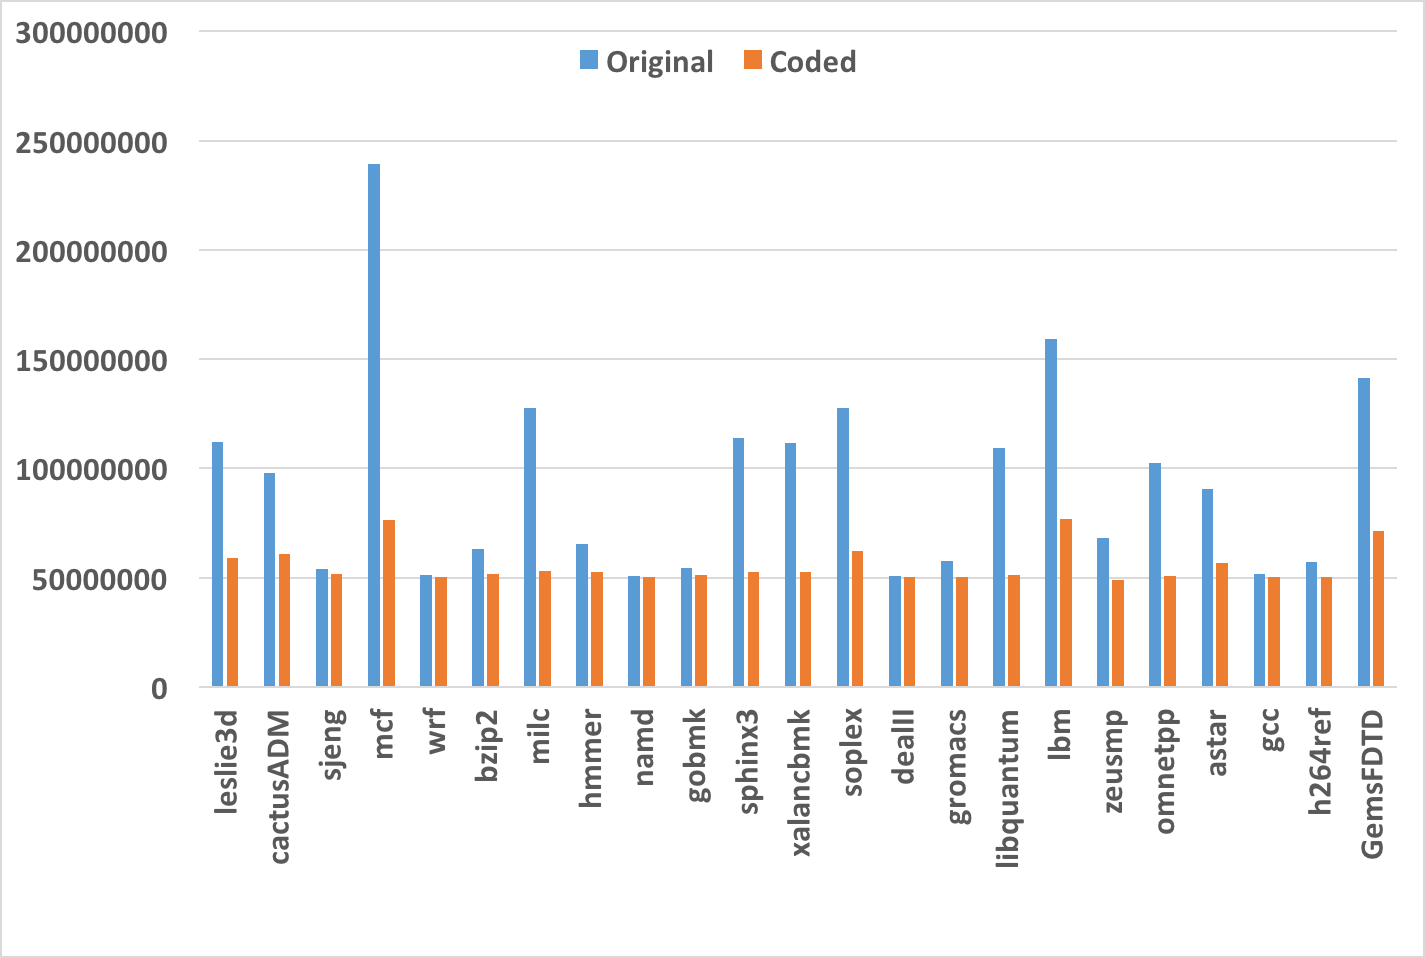 300000000
Original Coded
250000000
200000000
150000000
100000000
50000000
0
leslie3d
cactusADM
sjeng
mcf
wrf
bzip2
milc
hmmer
namd
gobmk
sphinx3
xalancbmk
soplex
dealII
gromacs
libquantum
lbm
zeusmp
omnetpp
astar
gcc
h264ref
GemsFDTD